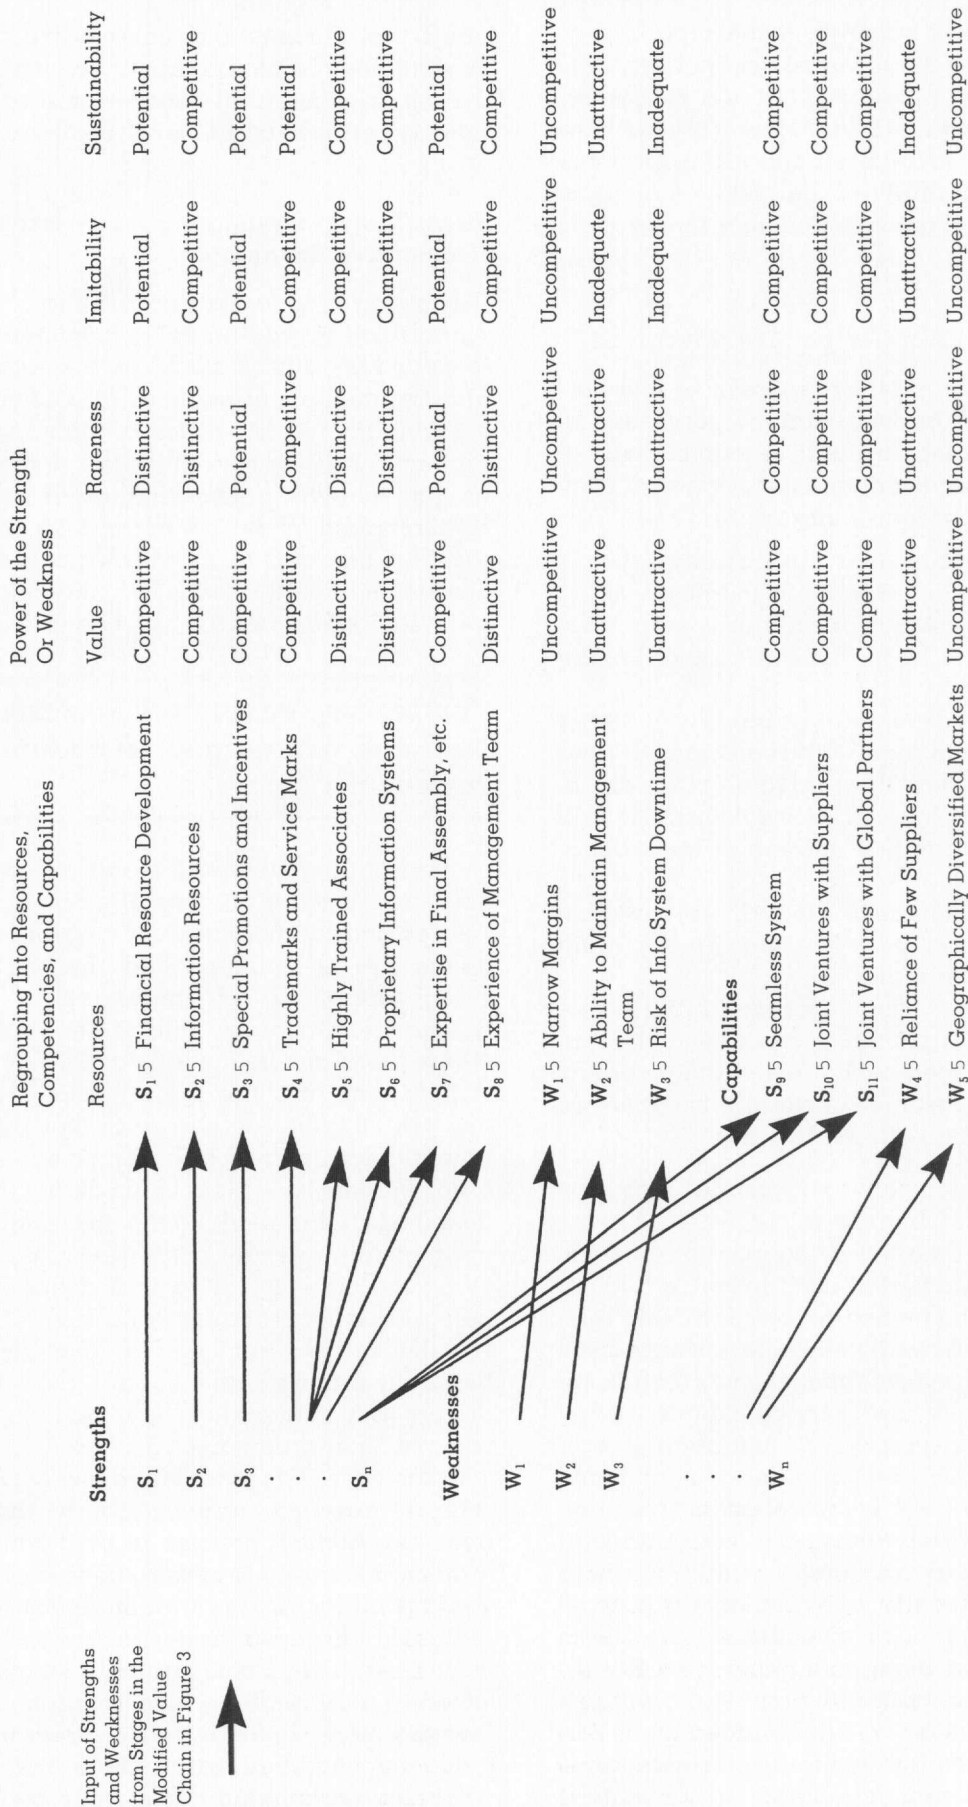 Input of Strengths
and Weaknesses
from Stages in the
Modified Value
Chain in Figure 3
Strengths
S1
S2
S3
.
.
.
Sn
Weaknesses
W1
W2
W3
.
.
.
Wn
Regrouping Into Resources,
Competencies, and Capabilities
Power of the Strength
Or Weakness
Resources Value Rareness Imitability Sustainability
S1 5 Financial Resource Development Competitive Distinctive Potential Potential
S2 5 Information Resources Competitive Distinctive Competitive Competitive
S3 5 Special Promotions and Incentives Competitive Potential Potential Potential
S4 5 Trademarks and Service Marks Competitive Competitive Competitive Potential
S5 5 Highly Trained Associates Distinctive Distinctive Competitive Competitive
S6 5 Proprietary Information Systems Distinctive Distinctive Competitive Competitive
S7 5 Expertise in Final Assembly, etc. Competitive Potential Potential Potential
S8 5 Experience of Management Team Distinctive Distinctive Competitive Competitive
W1 5 Narrow Margins Uncompetitive Uncompetitive Uncompetitive Uncompetitive
W2 5 Ability to Maintain Management Unattractive Unattractive Inadequate Unattractive
Team
W3 5 Risk of Info System Downtime Unattractive Unattractive Inadequate Inadequate
Capabilities
S9 5 Seamless System Competitive Competitive Competitive Competitive
S10 5 Joint Ventures with Suppliers Competitive Competitive Competitive Competitive
S11 5 Joint Ventures with Global Partners Competitive Competitive Competitive Competitive
W4 5 Reliance of Few Suppliers Unattractive Unattractive Unattractive Inadequate
W5 5 Geographically Diversified Markets Uncompetitive Uncompetitive Uncompetitive Uncompetitive